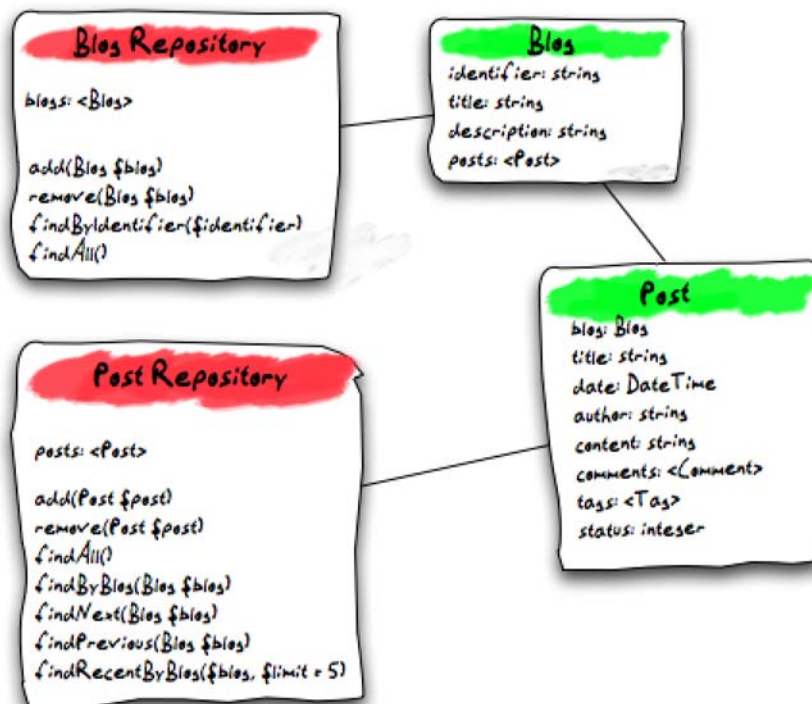 Blog Repository
blogs: <Blog>
add(Blog $blog)
remove(Blog $blog)
findByIdentifier($identifier)
findAll()
Blog
identifier: string
title: string
description: string
posts: <Post>
Post
blog: Blog
title: string
date: DateTime
author: string
content: string
comments: <Comment>
tags: <Tag>
status: integer
Post Repository
posts: <Post>
add(Post $post)
remove(Post $post)
findAll()
findByBlog(Blog $blog)
findNext(Blog $blog)
findPrevious(Blog $blog)
findRecentByBlog($blog, $limit = 5)